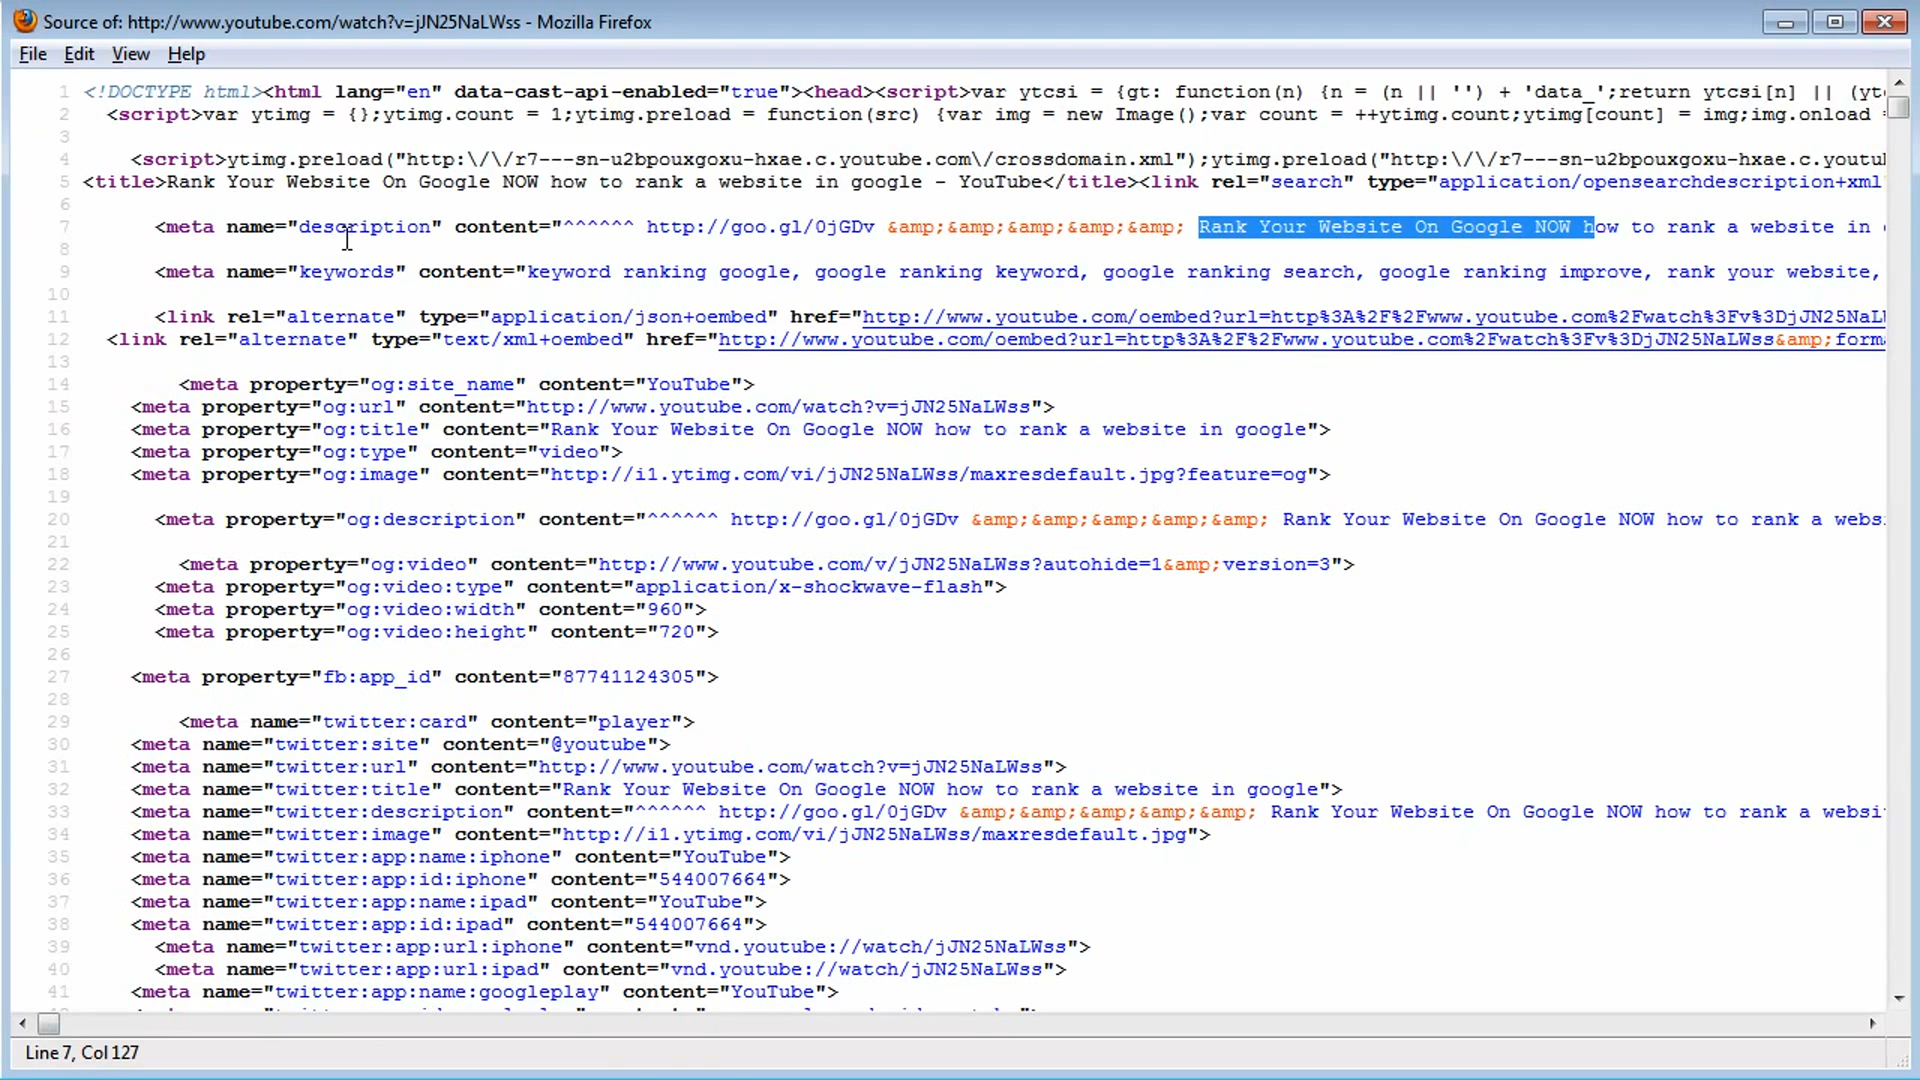 Source of: http://www.youtube.com/watch?v=jJN25NaLWss - Mozilla Firefox
File Edit View Help
1 <!DOCTYPE html><html lang="en" data-cast-api-enabled="true"><head><script>var ytcsi = {gt: function(n) {n = (n || '') + 'data_';return ytcsi[n] || (ytc
2 <script>var ytimg = {};ytimg.count = 1;ytimg.preload = function(src) {var img = new Image();var count = ++ytimg.count;ytimg[count] = img;img.onload =
3
4 <script>ytimg.preload("http:\/\/r7---sn-u2bpouxgoxu-hxae.c.youtube.com\/crossdomain.xml");ytimg.preload("http:\/\/r7---sn-u2bpouxgoxu-hxae.c.youtu
5 <title>Rank Your Website On Google NOW how to rank a website in google - YouTube</title><link rel="search" type="application/opensearchdescription+xml
6
7 <meta name="description" content="^^^^^^ http://goo.gl/0jGDv &amp;&amp;&amp;&amp;&amp; Rank Your Website On Google NOW how to rank a website in
8
9 <meta name="keywords" content="keyword ranking google, google ranking keyword, google ranking search, google ranking improve, rank your website,
10
11 <link rel="alternate" type="application/json+oembed" href="http://www.youtube.com/oembed?url=http%3A%2F%2Fwww.youtube.com%2Fwatch%3Fv%3DjJN25NaL
12 <link rel="alternate" type="text/xml+oembed" href="http://www.youtube.com/oembed?url=http%3A%2F%2Fwww.youtube.com%2Fwatch%3Fv%3DjJN25NaLWss&amp;form
13
14 <meta property="og:site_name" content="YouTube">
15 <meta property="og:url" content="http://www.youtube.com/watch?v=jJN25NaLWss">
16 <meta property="og:title" content="Rank Your Website On Google NOW how to rank a website in google">
17 <meta property="og:type" content="video">
18 <meta property="og:image" content="http://i1.ytimg.com/vi/jJN25NaLWss/maxresdefault.jpg?feature=og">
19
20 <meta property="og:description" content="^^^^^^ http://goo.gl/0jGDv &amp;&amp;&amp;&amp;&amp; Rank Your Website On Google NOW how to rank a webs
21
22 <meta property="og:video" content="http://www.youtube.com/v/jJN25NaLWss?autohide=1&amp;version=3">
23 <meta property="og:video:type" content="application/x-shockwave-flash">
24 <meta property="og:video:width" content="960">
25 <meta property="og:video:height" content="720">
26
27 <meta property="fb:app_id" content="87741124305">
28
29 <meta name="twitter:card" content="player">
30 <meta name="twitter:site" content="@youtube">
31 <meta name="twitter:url" content="http://www.youtube.com/watch?v=jJN25NaLWss">
32 <meta name="twitter:title" content="Rank Your Website On Google NOW how to rank a website in google">
33 <meta name="twitter:description" content="^^^^^^ http://goo.gl/0jGDv &amp;&amp;&amp;&amp;&amp; Rank Your Website On Google NOW how to rank a websi
34 <meta name="twitter:image" content="http://i1.ytimg.com/vi/jJN25NaLWss/maxresdefault.jpg">
35 <meta name="twitter:app:name:iphone" content="YouTube">
36 <meta name="twitter:app:id:iphone" content="544007664">
37 <meta name="twitter:app:name:ipad" content="YouTube">
38 <meta name="twitter:app:id:ipad" content="544007664">
39 <meta name="twitter:app:url:iphone" content="vnd.youtube://watch/jJN25NaLWss">
40 <meta name="twitter:app:url:ipad" content="vnd.youtube://watch/jJN25NaLWss">
41 <meta name="twitter:app:name:googleplay" content="YouTube">
Line 7, Col 127